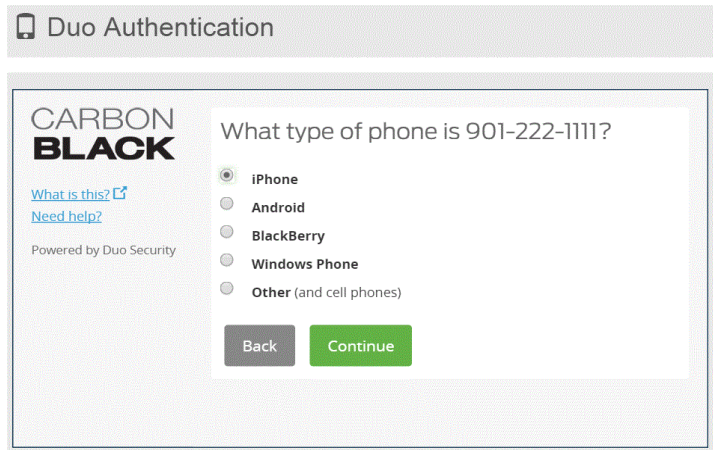 Duo Authentication
CARBON
BLACK
What is this?
Need help?
Powered by Duo Security
What type of phone is 901-222-1111?
iPhone
Android
BlackBerry
Windows Phone
Other (and cell phones)
Back
Continue